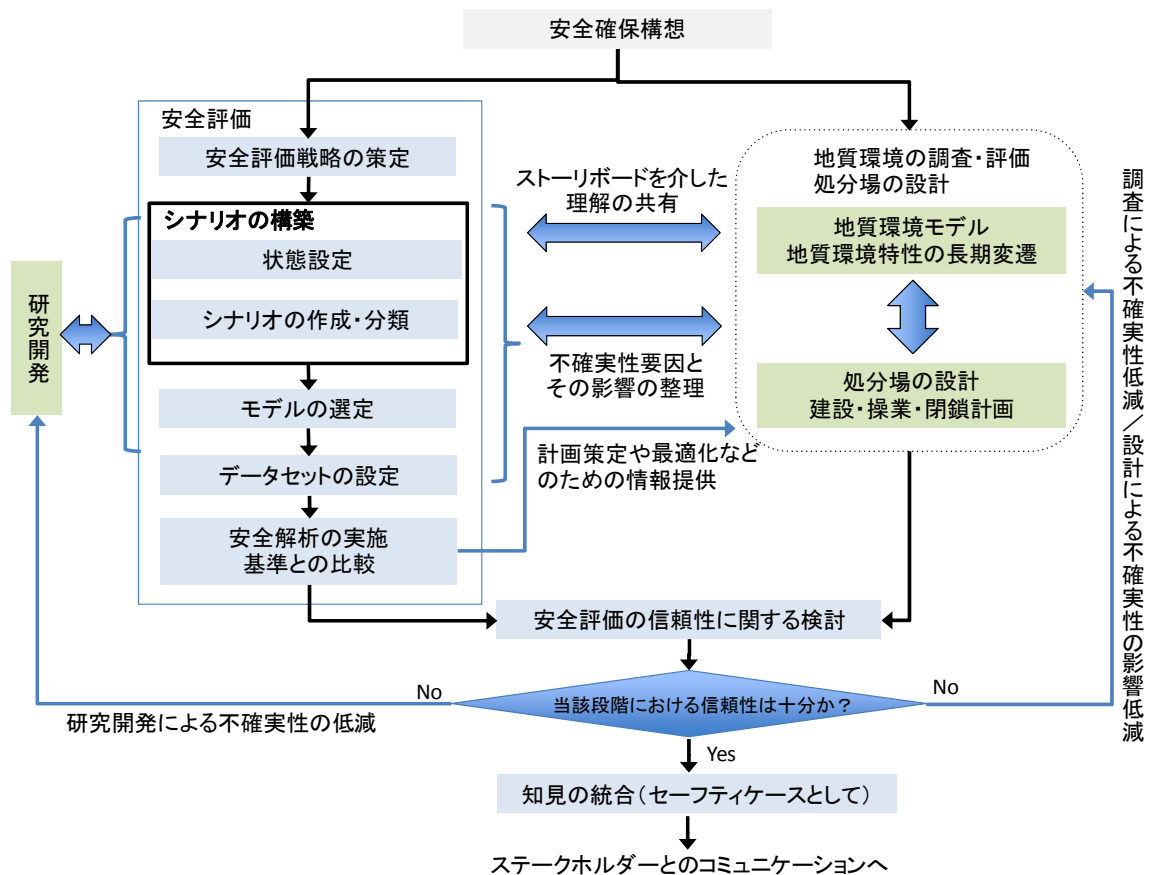 安全確保構想
安全評価
安全評価戦略の策定
シナリオの構築
状態設定
シナリオの作成・分類
モデルの選定
データセットの設定
安全解析の実施
基準との比較
研究開発
ストーリボードを介した
理解の共有
不確実性要因と
その影響の整理
計画策定や最適化など
のための情報提供
地質環境の調査・評価
処分場の設計
地質環境モデル
地質環境特性の長期変遷
処分場の設計
建設・操業・閉鎖計画
調査による不確実性低減／設計による不確実性の影響低減
安全評価の信頼性に関する検討
当該段階における信頼性は十分か？
No
No
研究開発による不確実性の低減
Yes
知見の統合（セーフティケースとして）
ステークホルダーとのコミュニケーションへ